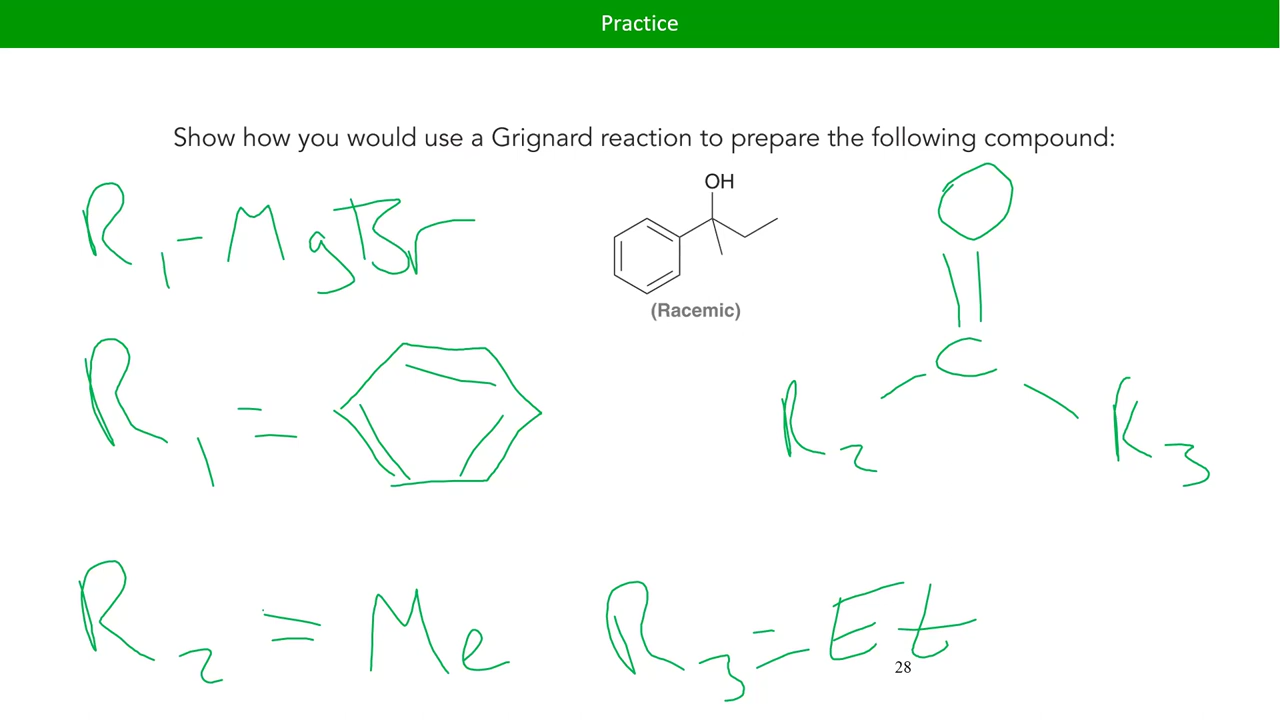 Practice
Show how you would use a Grignard reaction to prepare the following compound:
OH
(Racemic)
R1-MgBr
O
C
R2
R3
R1 =
R2 = Me
R3 = Et
28